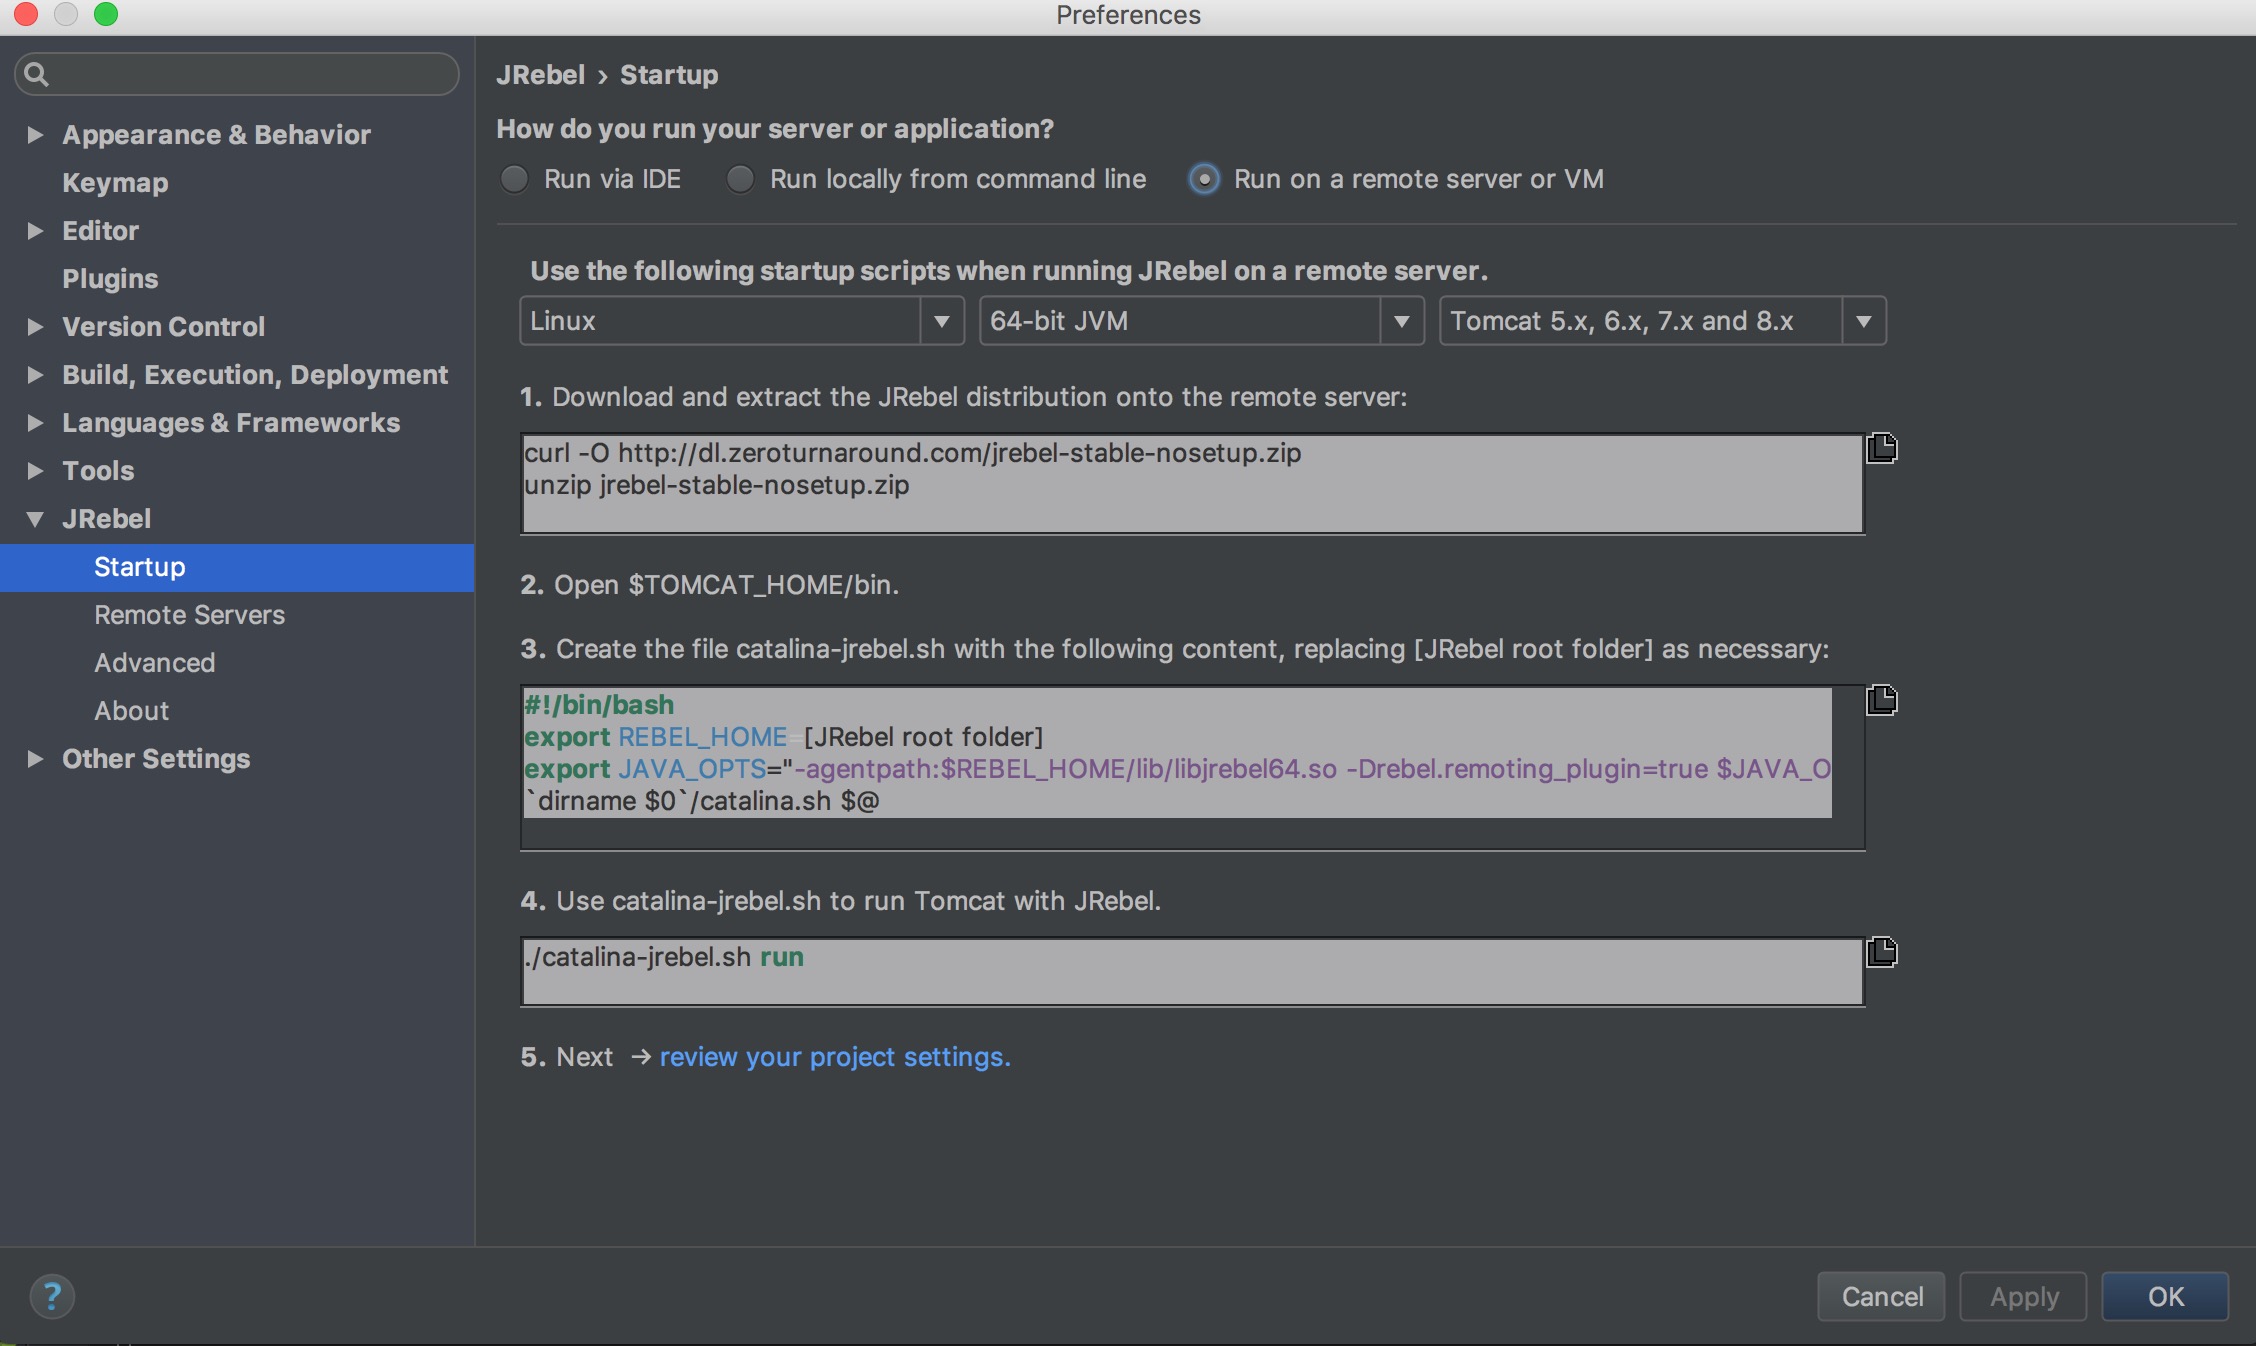 Preferences
Appearance & Behavior
Keymap
Editor
Plugins
Version Control
Build, Execution, Deployment
Languages & Frameworks
Tools
JRebel
Startup
Remote Servers
Advanced
About
Other Settings
JRebel › Startup
How do you run your server or application?
Run via IDE Run locally from command line Run on a remote server or VM
Use the following startup scripts when running JRebel on a remote server.
Linux 64-bit JVM Tomcat 5.x, 6.x, 7.x and 8.x
1. Download and extract the JRebel distribution onto the remote server:
curl -O http://dl.zeroturnaround.com/jrebel-stable-nosetup.zip
unzip jrebel-stable-nosetup.zip
2. Open $TOMCAT_HOME/bin.
3. Create the file catalina-jrebel.sh with the following content, replacing [JRebel root folder] as necessary:
#!/bin/bash
export REBEL_HOME=[JRebel root folder]
export JAVA_OPTS="-agentpath:$REBEL_HOME/lib/libjrebel64.so -Drebel.remoting_plugin=true $JAVA_O
`dirname $0`/catalina.sh $@
4. Use catalina-jrebel.sh to run Tomcat with JRebel.
./catalina-jrebel.sh run
5. Next → review your project settings.
? Cancel Apply OK